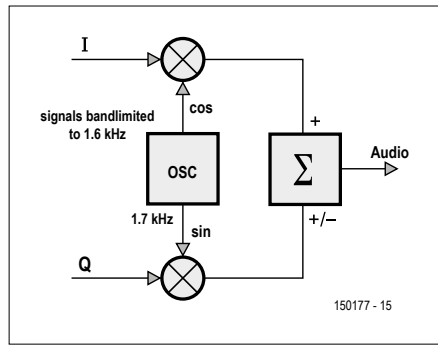 I
signals bandlimited
to 1.6 kHz
cos
+
OSC
Σ
Audio
1.7 kHz
sin
+/–
Q
150177 - 15